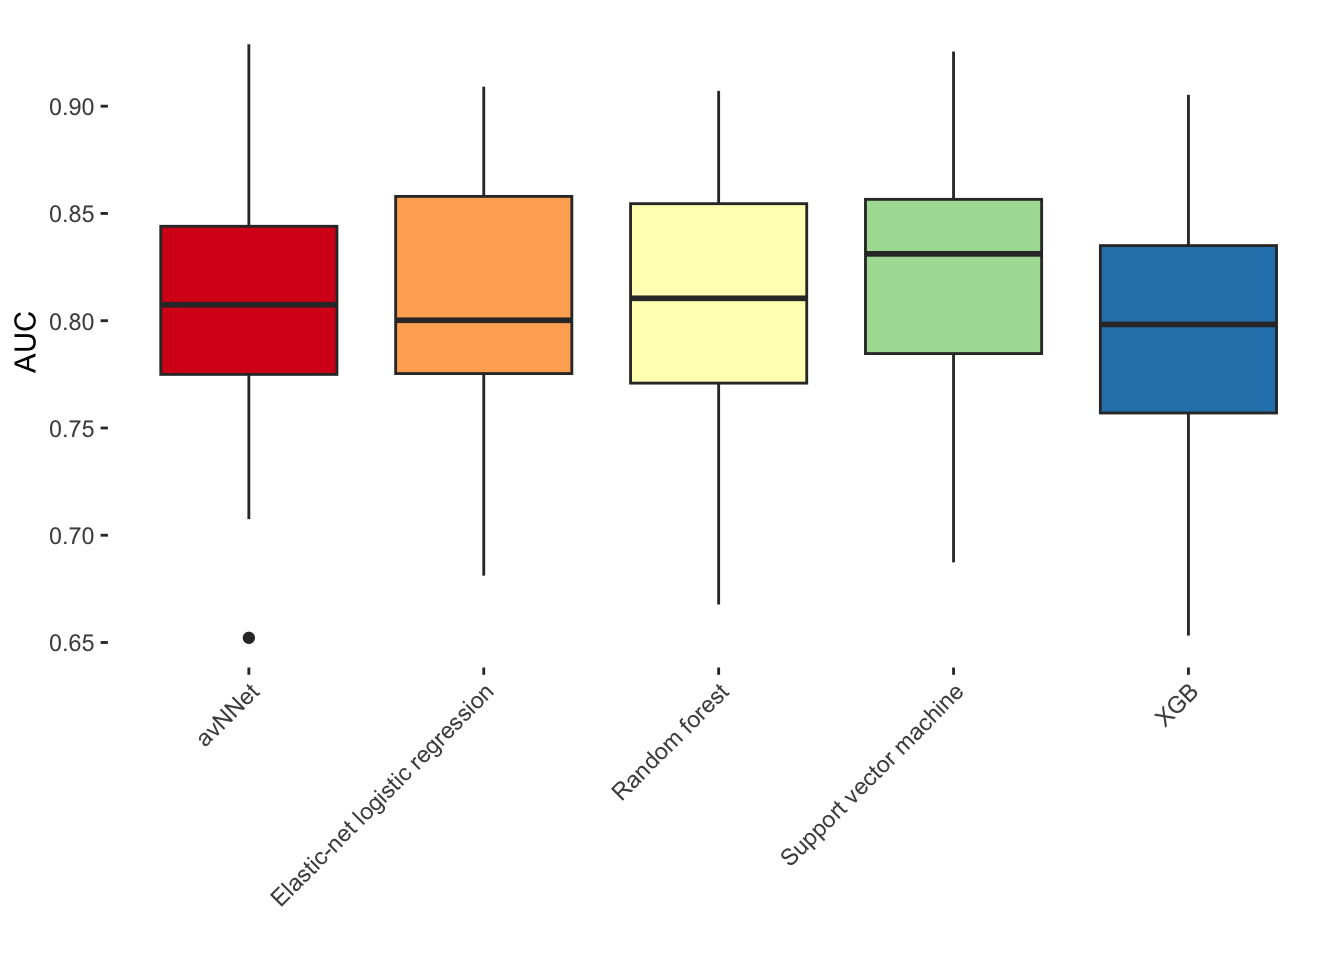 AUC
0.90
0.85
0.80
0.75
0.70
0.65
avNNet
Elastic-net logistic regression
Random forest
Support vector machine
XGB